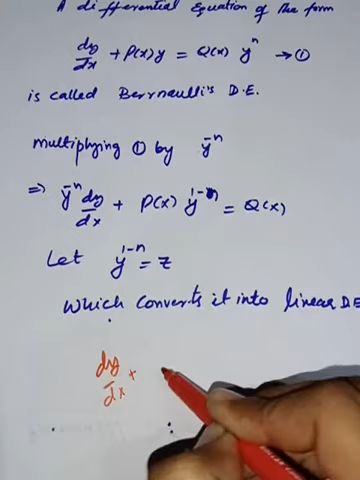 A differential Equation of the form
dy/dx + P(x)y = Q(x) yⁿ → ①
is called Berrnaulli's D.E.
multiplying ① by y⁻ⁿ
⇒ y⁻ⁿ dy/dx + P(x) y¹⁻ⁿ = Q(x)
Let y¹⁻ⁿ = z
Which converts it into linear D.E
dy/dx +